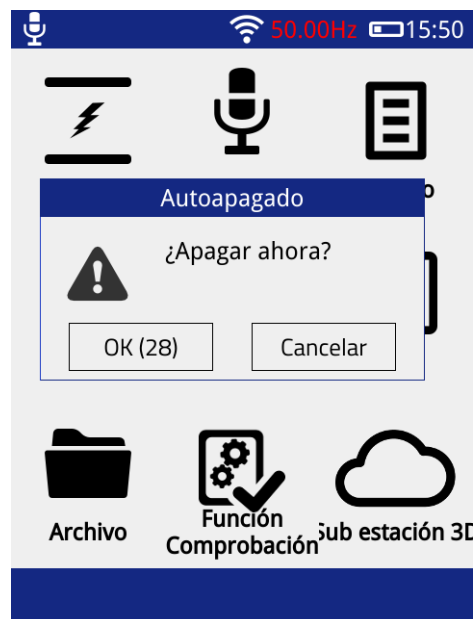 50.00Hz 15:50
Autoapagado
¿Apagar ahora?
OK (28) Cancelar
Archivo
Función
Comprobación
Sub estación 3D